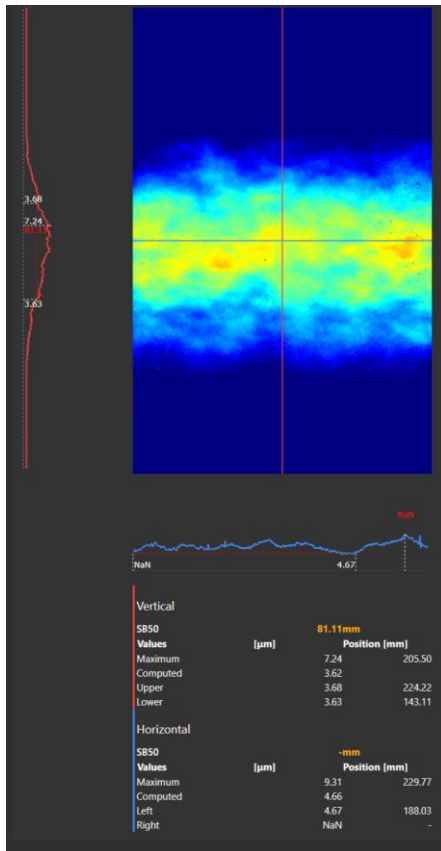 3.68
7.24
81.11
3.63
NaN
NaN
4.67
Vertical
SB50 81.11mm
Values [µm] Position [mm]
Maximum 7.24 205.50
Computed 3.62
Upper 3.68 224.22
Lower 3.63 143.11
Horizontal
SB50 -mm
Values [µm] Position [mm]
Maximum 9.31 229.77
Computed 4.66
Left 4.67 188.03
Right NaN -